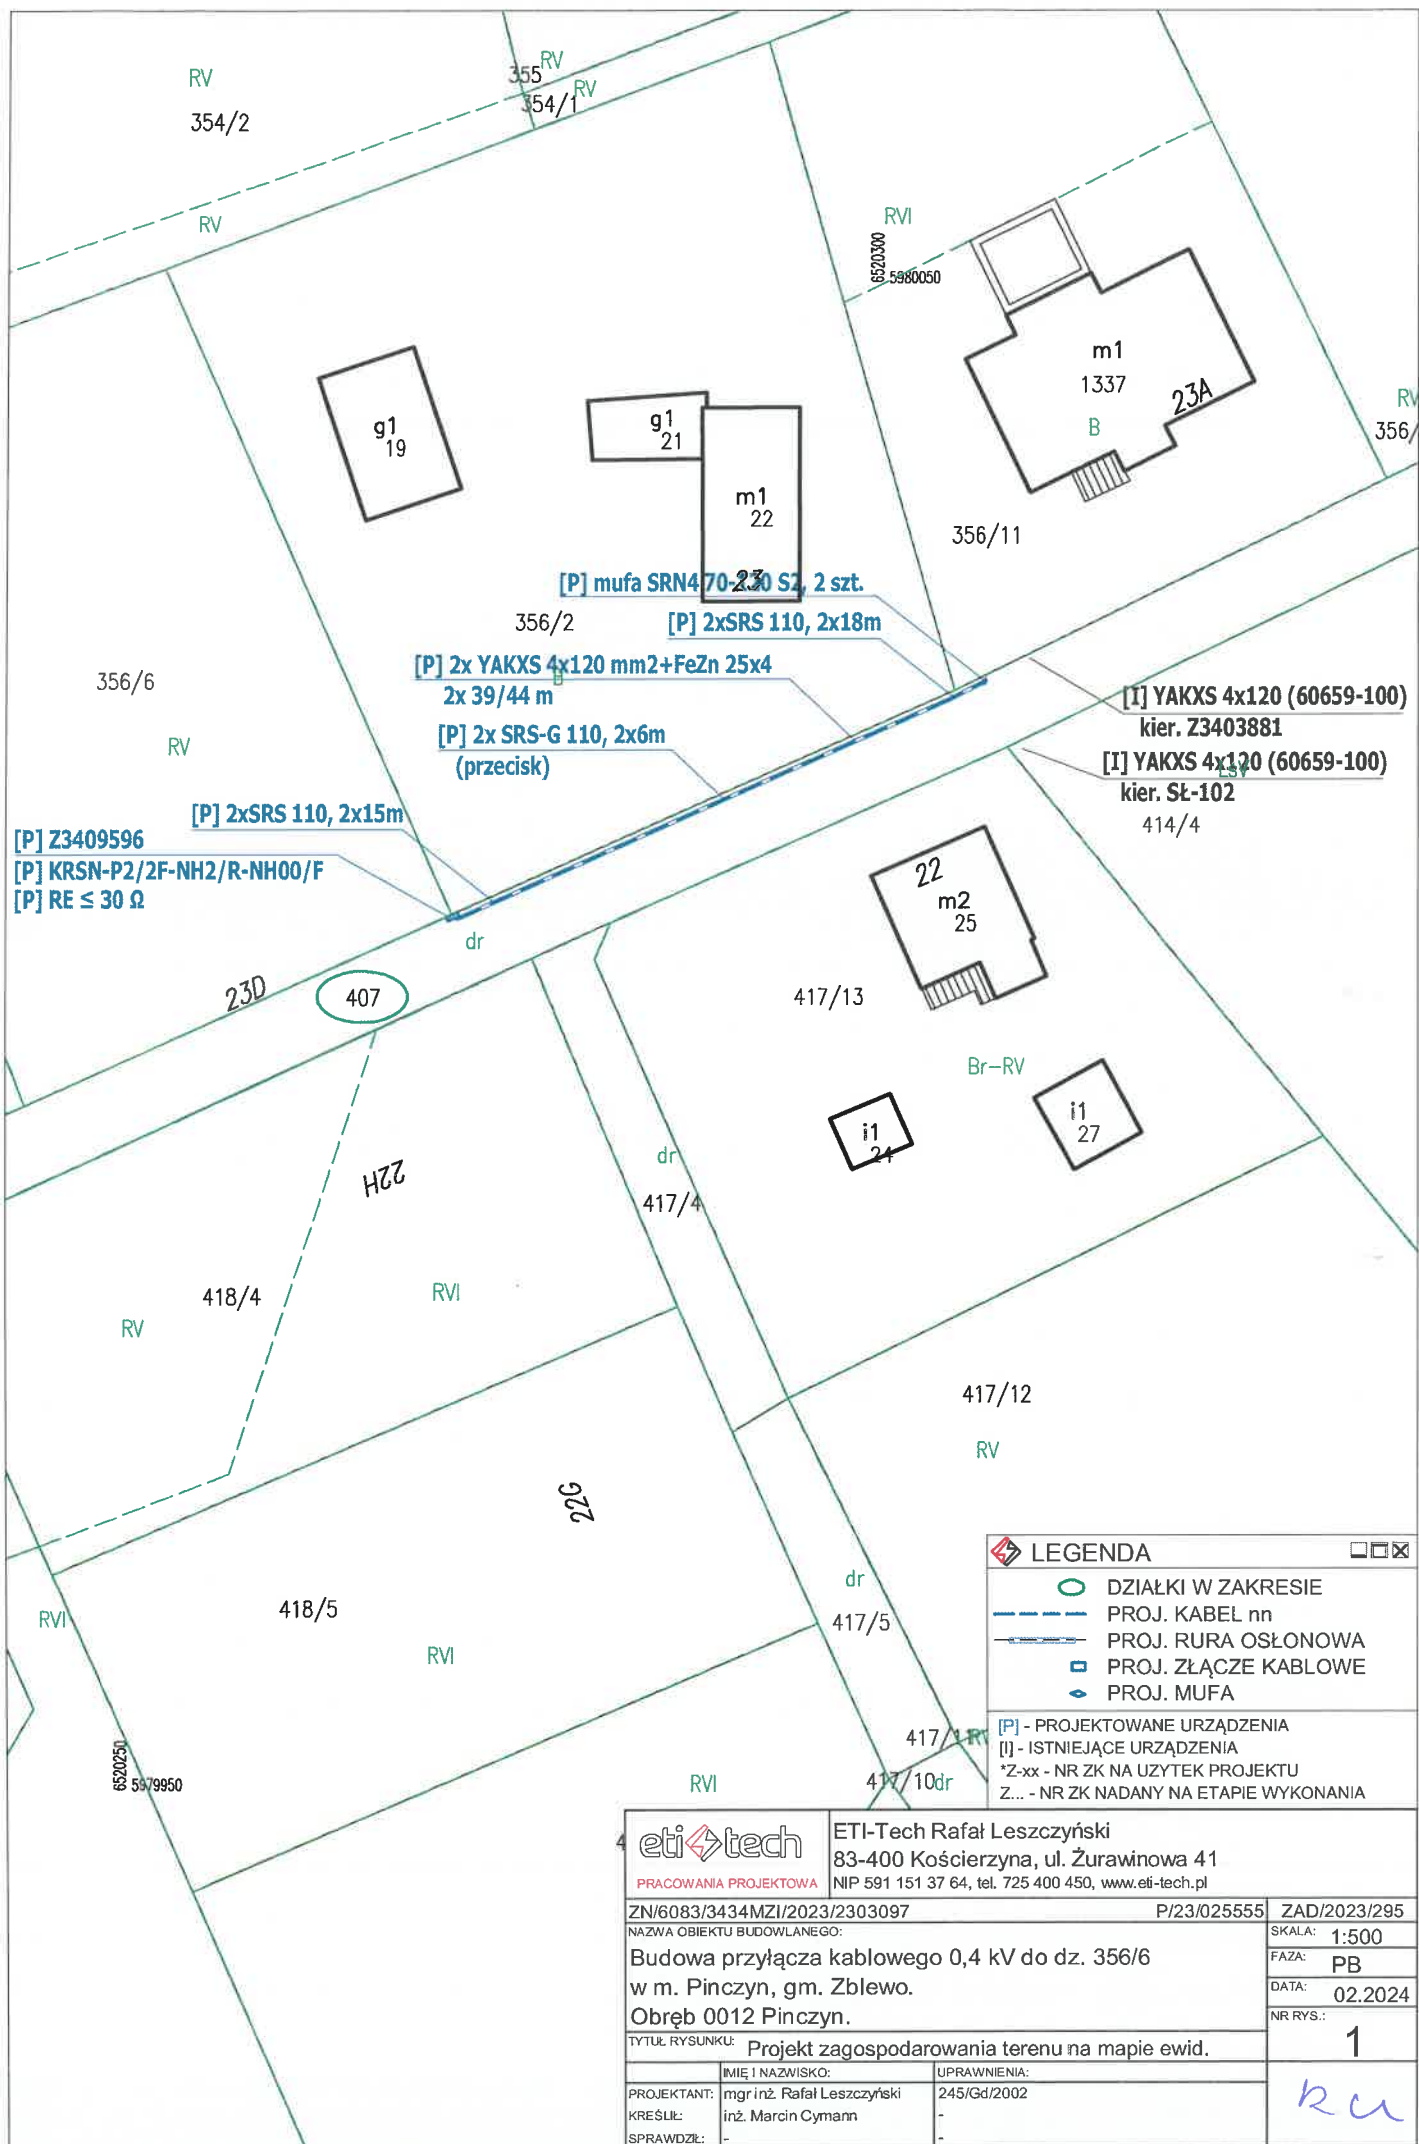 RV
355
RV
354/1
RV
354/2
RV
RVI
6520300
5980050
m1
1337
23A
B
RV
356/
g1
19
g1
21
m1
22
23
356/11
[P] mufa SRN4 70- S2, 2 szt.
356/2
[P] 2xSRS 110, 2x18m
[P] 2x YAKXS 4x120 mm2+FeZn 25x4
2x 39/44 m
B
356/6
RV
[P] 2x SRS-G 110, 2x6m
(przecisk)
[I] YAKXS 4x120 (60659-100)
kier. Z3403881
[I] YAKXS 4x120 (60659-100)
kier. SŁ-102
LsV
414/4
[P] 2xSRS 110, 2x15m
[P] Z3409596
[P] KRSN-P2/2F-NH2/R-NH00/F
[P] RE ≤ 30 Ω
dr
22
m2
25
23D
407
417/13
Br-RV
i1
24
i1
27
22H
dr
417/4
418/4
RVI
RV
417/12
RV
22G
418/5
RVI
RVI
dr
417/5
417/11
417/10
dr
RVI
6520250
5979950
4
LEGENDA
DZIAŁKI W ZAKRESIE
PROJ. KABEL nn
PROJ. RURA OSŁONOWA
PROJ. ZŁĄCZE KABLOWE
PROJ. MUFA
[P] - PROJEKTOWANE URZĄDZENIA
[I] - ISTNIEJĄCE URZĄDZENIA
*Z-xx - NR ZK NA UZYTEK PROJEKTU
Z... - NR ZK NADANY NA ETAPIE WYKONANIA
eti tech
PRACOWANIA PROJEKTOWA
ETI-Tech Rafał Leszczyński
83-400 Kościerzyna, ul. Żurawinowa 41
NIP 591 151 37 64, tel. 725 400 450, www.eti-tech.pl
ZN/6083/3434MZI/2023/2303097 P/23/025555 ZAD/2023/295
NAZWA OBIEKTU BUDOWLANEGO:
Budowa przyłącza kablowego 0,4 kV do dz. 356/6
w m. Pinczyn, gm. Zblewo.
Obręb 0012 Pinczyn.
SKALA: 1:500
FAZA: PB
DATA: 02.2024
NR RYS.: 1
TYTUŁ RYSUNKU: Projekt zagospodarowania terenu na mapie ewid.
IMIĘ I NAZWISKO: UPRAWNIENIA:
PROJEKTANT: mgr inż. Rafał Leszczyński 245/Gd/2002
KREŚLIŁ: inż. Marcin Cymann -
SPRAWDZIŁ: - -